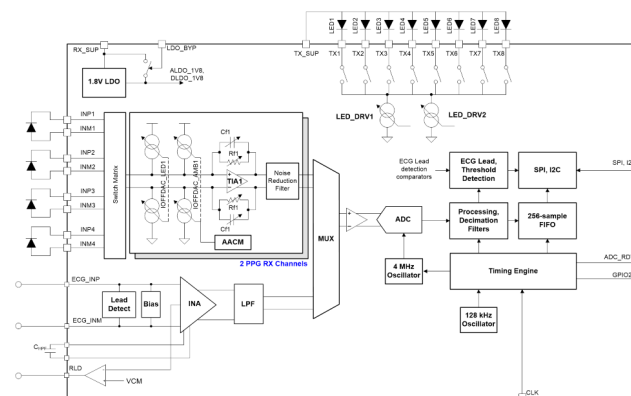 LED1 LED2 LED3 LED4 LED5 LED6 LED7 LED8
RX_SUP LDO_BYP TX_SUP TX1 TX2 TX3 TX4 TX5 TX6 TX7 TX8
1.8V LDO
ALDO_1V8,
DLDO_1V8
LED_DRV1 LED_DRV2
INP1
INM1
INP2
INM2
INP3
INM3
INP4
INM4
Switch Matrix
IOFFDAC_LED1
IOFFDAC_AMB1
Cf1
Rf1
TIA1
Rf1
Cf1
Noise
Reduction
Filter
AACM
2 PPG RX Channels
MUX
ADC
ECG Lead
detection
comparators
ECG Lead,
Threshold
Detection
SPI, I2C
SPI, I2
Processing,
Decimation
Filters
256-sample
FIFO
4 MHz
Oscillator
Timing Engine
ADC_RD
GPIO2
128 kHz
Oscillator
CLK
ECG_INP
Lead
Detect
Bias
INA
LPF
ECG_INM
RLD
VCM